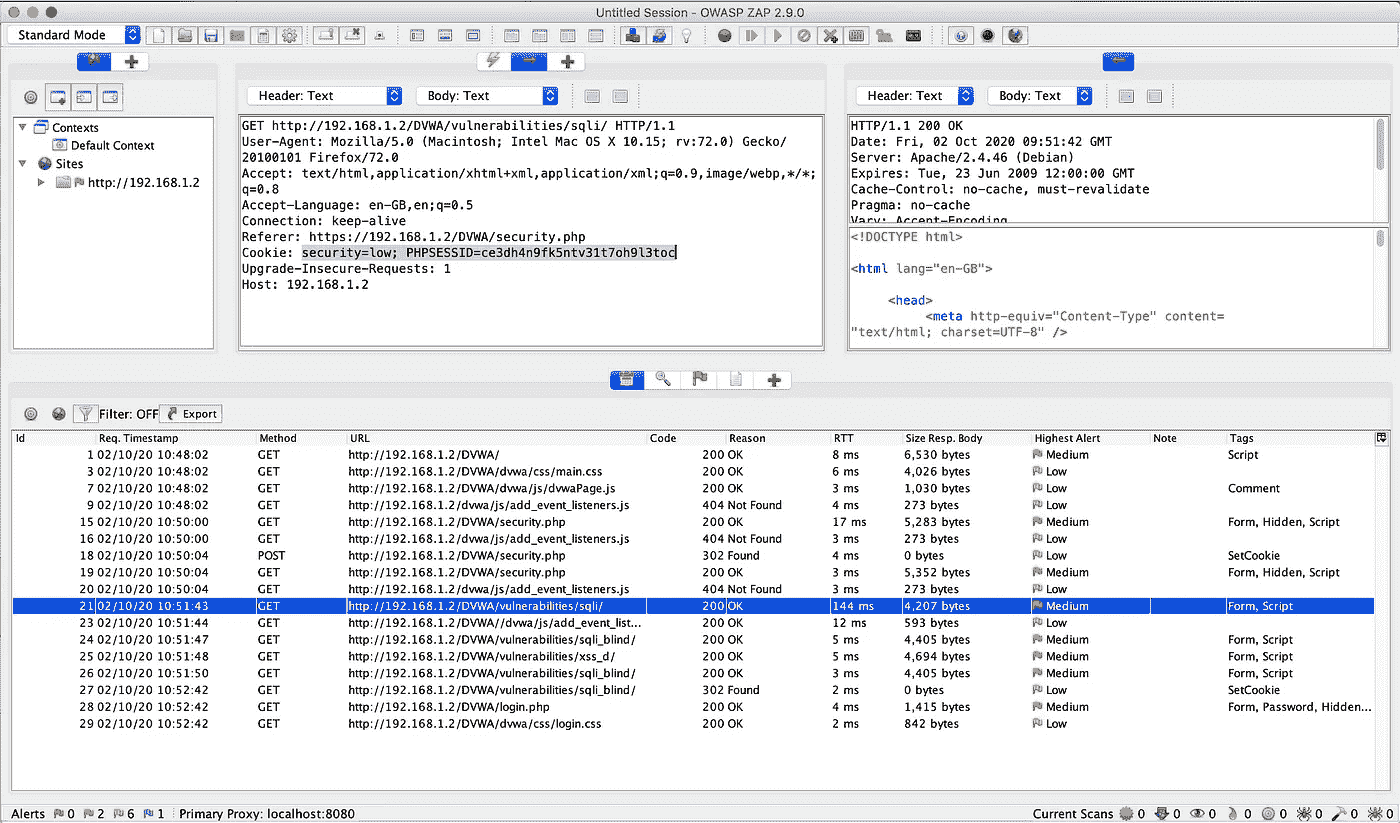 Untitled Session - OWASP ZAP 2.9.0
Standard Mode
Header: Text Body: Text
Header: Text Body: Text
Contexts
Default Context
Sites
http://192.168.1.2
GET http://192.168.1.2/DVWA/vulnerabilities/sqli/ HTTP/1.1
User-Agent: Mozilla/5.0 (Macintosh; Intel Mac OS X 10.15; rv:72.0) Gecko/
20100101 Firefox/72.0
Accept: text/html,application/xhtml+xml,application/xml;q=0.9,image/webp,*/*;
q=0.8
Accept-Language: en-GB,en;q=0.5
Connection: keep-alive
Referer: https://192.168.1.2/DVWA/security.php
Cookie: security=low; PHPSESSID=ce3dh4n9fk5ntv31t7oh9l3toc
Upgrade-Insecure-Requests: 1
Host: 192.168.1.2
HTTP/1.1 200 OK
Date: Fri, 02 Oct 2020 09:51:42 GMT
Server: Apache/2.4.46 (Debian)
Expires: Tue, 23 Jun 2009 12:00:00 GMT
Cache-Control: no-cache, must-revalidate
Pragma: no-cache
Vary: Accept-Encoding
<!DOCTYPE html>
<html lang="en-GB">
<head>
<meta http-equiv="Content-Type" content=
"text/html; charset=UTF-8" />
Filter: OFF Export
Id Req. Timestamp Method URL Code Reason RTT Size Resp. Body Highest Alert Note Tags
1 02/10/20 10:48:02 GET http://192.168.1.2/DVWA/ 200 OK 8 ms 6,530 bytes Medium Script
3 02/10/20 10:48:02 GET http://192.168.1.2/DVWA/dvwa/css/main.css 200 OK 6 ms 4,026 bytes Low
7 02/10/20 10:48:02 GET http://192.168.1.2/DVWA/dvwa/js/dvwaPage.js 200 OK 3 ms 1,030 bytes Low Comment
9 02/10/20 10:48:02 GET http://192.168.1.2/dvwa/js/add_event_listeners.js 404 Not Found 4 ms 273 bytes Low
15 02/10/20 10:50:00 GET http://192.168.1.2/DVWA/security.php 200 OK 17 ms 5,283 bytes Medium Form, Hidden, Script
16 02/10/20 10:50:00 GET http://192.168.1.2/dvwa/js/add_event_listeners.js 404 Not Found 3 ms 273 bytes Low
18 02/10/20 10:50:04 POST http://192.168.1.2/DVWA/security.php 302 Found 4 ms 0 bytes Low SetCookie
19 02/10/20 10:50:04 GET http://192.168.1.2/DVWA/security.php 200 OK 3 ms 5,352 bytes Medium Form, Hidden, Script
20 02/10/20 10:50:04 GET http://192.168.1.2/dvwa/js/add_event_listeners.js 404 Not Found 3 ms 273 bytes Low
21 02/10/20 10:51:43 GET http://192.168.1.2/DVWA/vulnerabilities/sqli/ 200 OK 144 ms 4,207 bytes Medium Form, Script
23 02/10/20 10:51:44 GET http://192.168.1.2/DVWA//dvwa/js/add_event_list... 200 OK 12 ms 593 bytes Low
24 02/10/20 10:51:47 GET http://192.168.1.2/DVWA/vulnerabilities/sqli_blind/ 200 OK 5 ms 4,405 bytes Medium Form, Script
25 02/10/20 10:51:48 GET http://192.168.1.2/DVWA/vulnerabilities/xss_d/ 200 OK 5 ms 4,694 bytes Medium Form, Script
26 02/10/20 10:51:50 GET http://192.168.1.2/DVWA/vulnerabilities/sqli_blind/ 200 OK 3 ms 4,405 bytes Medium Form, Script
27 02/10/20 10:52:42 GET http://192.168.1.2/DVWA/vulnerabilities/sqli_blind/ 302 Found 2 ms 0 bytes Low SetCookie
28 02/10/20 10:52:42 GET http://192.168.1.2/DVWA/login.php 200 OK 4 ms 1,415 bytes Medium Form, Password, Hidden...
29 02/10/20 10:52:42 GET http://192.168.1.2/DVWA/dvwa/css/login.css 200 OK 2 ms 842 bytes Low
Alerts 0 2 6 1 Primary Proxy: localhost:8080 Current Scans 0 0 0 0 0 0 0 0